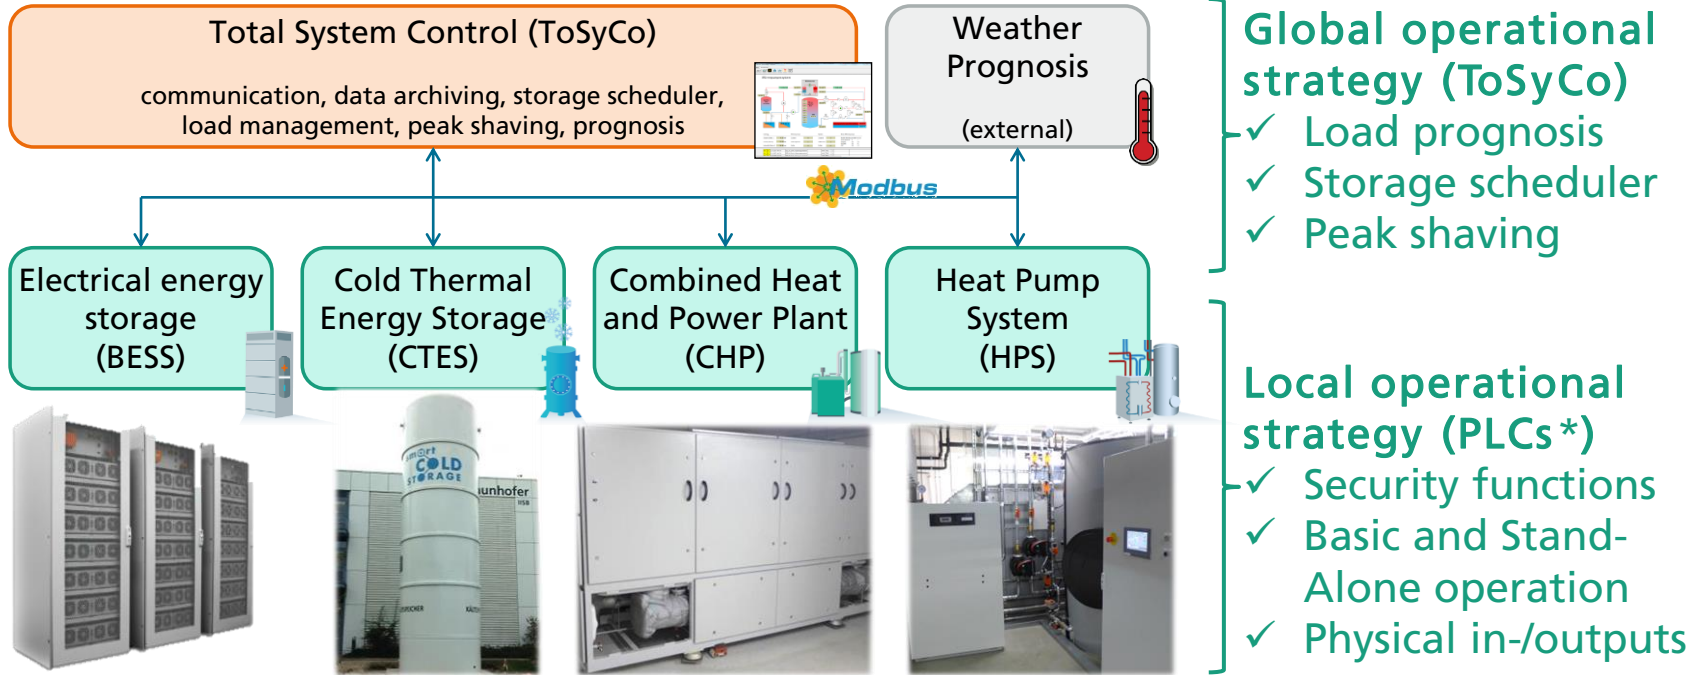 Total System Control (ToSyCo)
communication, data archiving, storage scheduler,
load management, peak shaving, prognosis
Weather
Prognosis
(external)
Modbus
Electrical energy
storage
(BESS)
Cold Thermal
Energy Storage
(CTES)
Combined Heat
and Power Plant
(CHP)
Heat Pump
System
(HPS)
smart
COLD
STORAGE
aunhofer
IISB
Global operational
strategy (ToSyCo)
✓ Load prognosis
✓ Storage scheduler
✓ Peak shaving
Local operational
strategy (PLCs*)
✓ Security functions
✓ Basic and Stand-
Alone operation
✓ Physical in-/outputs